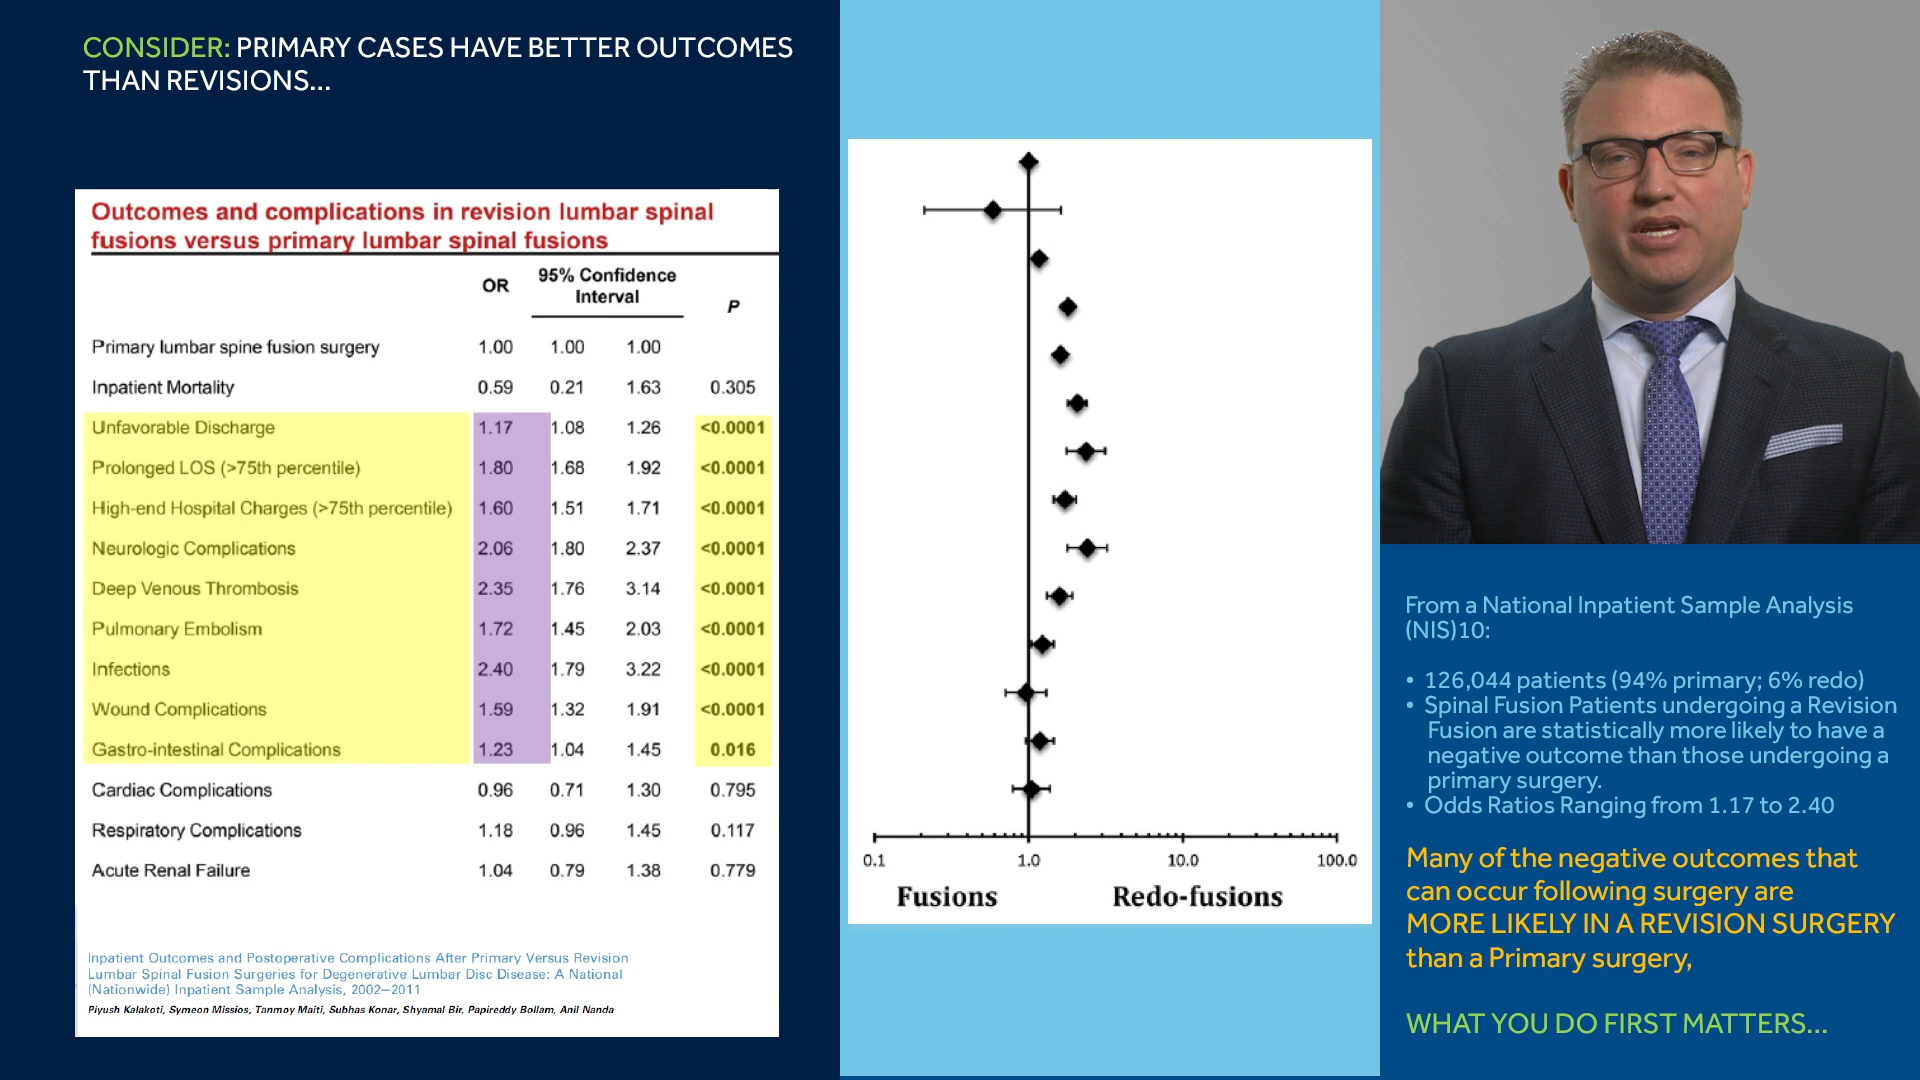 CONSIDER: PRIMARY CASES HAVE BETTER OUTCOMES
THAN REVISIONS...
Outcomes and complications in revision lumbar spinal
fusions versus primary lumbar spinal fusions
OR 95% Confidence Interval P
Primary lumbar spine fusion surgery 1.00 1.00 1.00
Inpatient Mortality 0.59 0.21 1.63 0.305
Unfavorable Discharge 1.17 1.08 1.26 <0.0001
Prolonged LOS (>75th percentile) 1.80 1.68 1.92 <0.0001
High-end Hospital Charges (>75th percentile) 1.60 1.51 1.71 <0.0001
Neurologic Complications 2.06 1.80 2.37 <0.0001
Deep Venous Thrombosis 2.35 1.76 3.14 <0.0001
Pulmonary Embolism 1.72 1.45 2.03 <0.0001
Infections 2.40 1.79 3.22 <0.0001
Wound Complications 1.59 1.32 1.91 <0.0001
Gastro-intestinal Complications 1.23 1.04 1.45 0.016
Cardiac Complications 0.96 0.71 1.30 0.795
Respiratory Complications 1.18 0.96 1.45 0.117
Acute Renal Failure 1.04 0.79 1.38 0.779
Inpatient Outcomes and Postoperative Complications After Primary Versus Revision
Lumbar Spinal Fusion Surgeries for Degenerative Lumbar Disc Disease: A National
(Nationwide) Inpatient Sample Analysis, 2002–2011
Piyush Kalakoti, Symeon Missios, Tanmoy Maiti, Subhas Konar, Shyamal Bir, Papireddy Bollam, Anil Nanda
0.1 1.0 10.0 100.0
Fusions Redo-fusions
From a National Inpatient Sample Analysis
(NIS)10:
• 126,044 patients (94% primary; 6% redo)
• Spinal Fusion Patients undergoing a Revision
Fusion are statistically more likely to have a
negative outcome than those undergoing a
primary surgery.
• Odds Ratios Ranging from 1.17 to 2.40
Many of the negative outcomes that
can occur following surgery are
MORE LIKELY IN A REVISION SURGERY
than a Primary surgery,
WHAT YOU DO FIRST MATTERS...